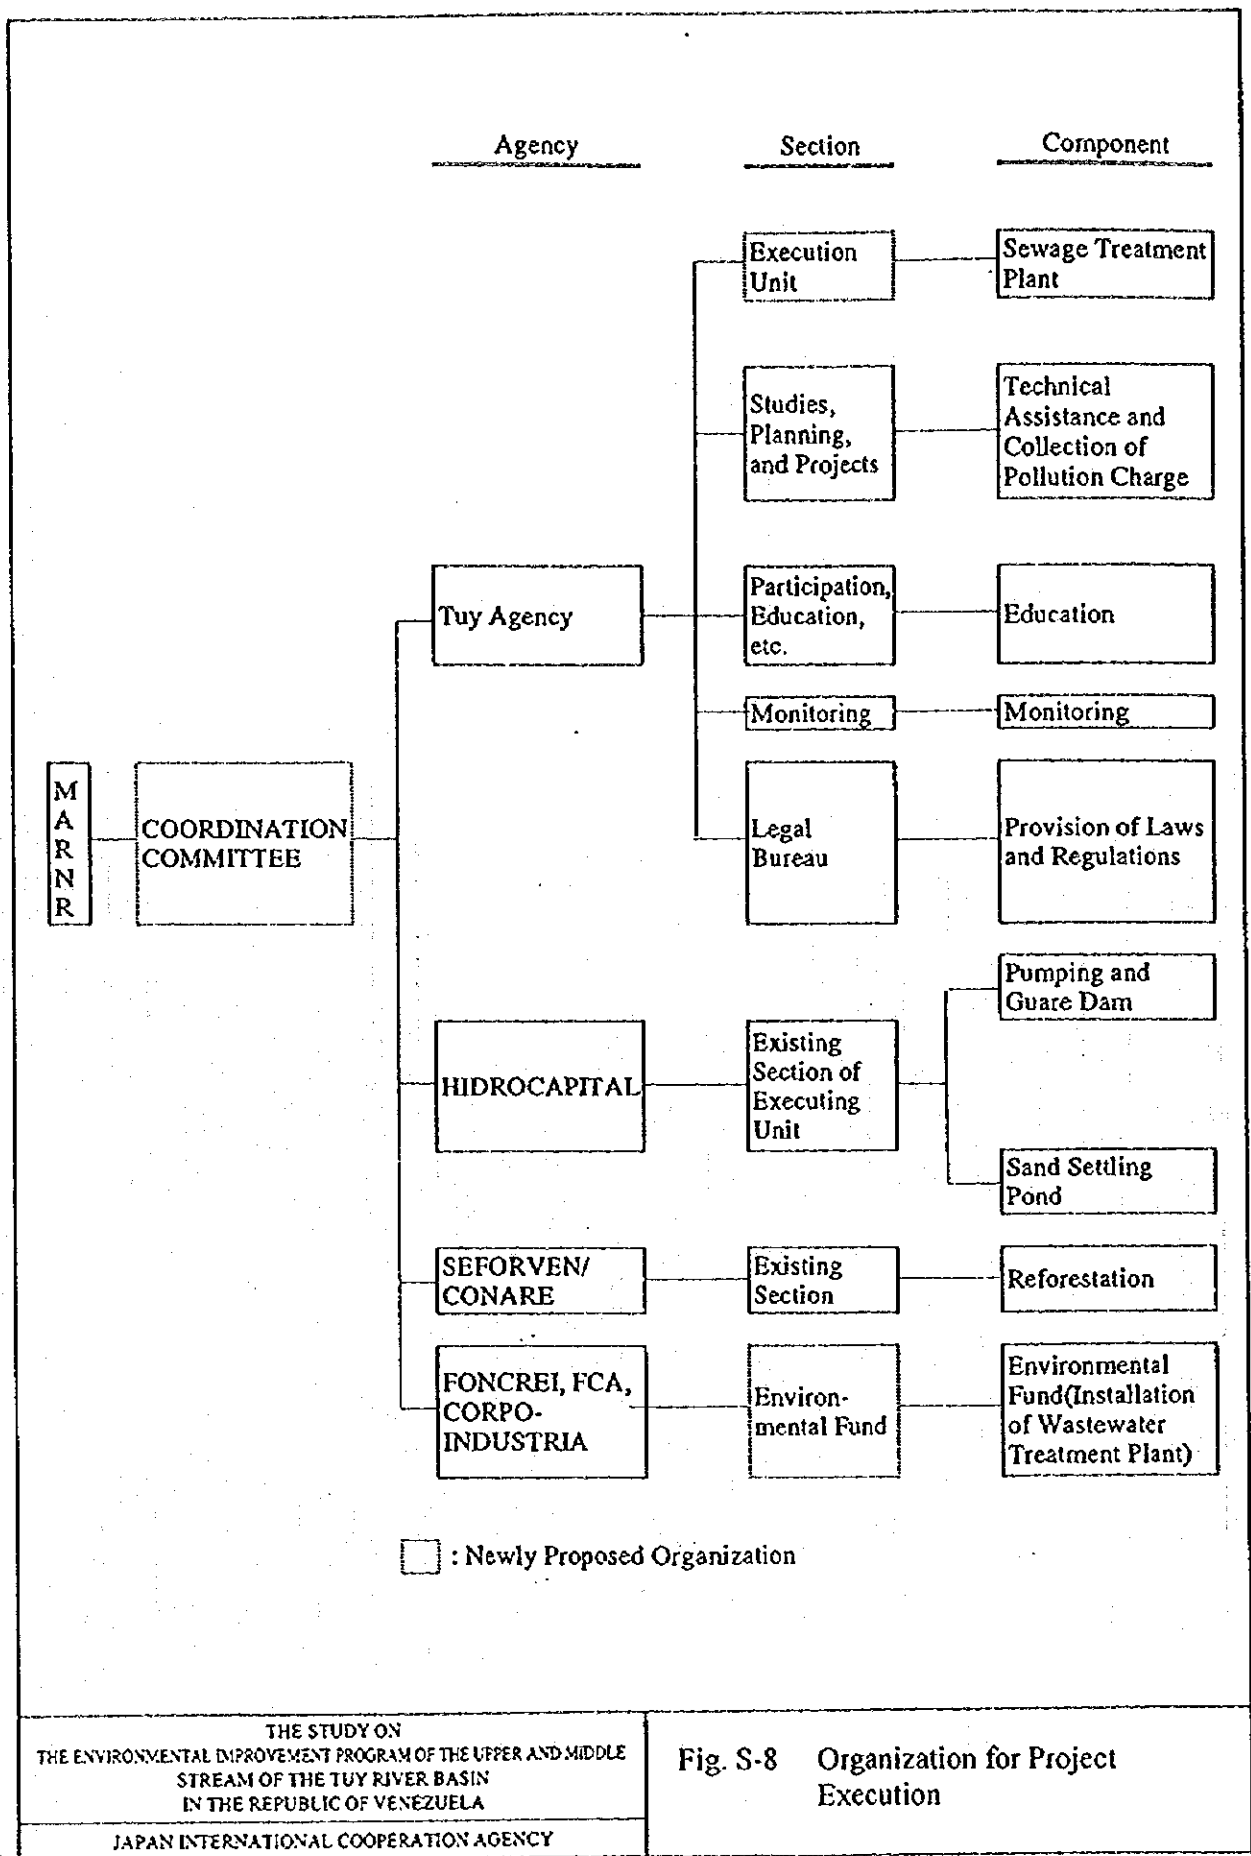 Agency
Section
Component
Execution
Unit
Sewage Treatment
Plant
Studies,
Planning,
and Projects
Technical
Assistance and
Collection of
Pollution Charge
Tuy Agency
Participation,
Education,
etc.
Education
Monitoring
Monitoring
M
A
R
N
R
COORDINATION
COMMITTEE
Legal
Bureau
Provision of Laws
and Regulations
Pumping and
Guare Dam
HIDROCAPITAL
Existing
Section of
Executing
Unit
Sand Settling
Pond
SEFORVEN/
CONARE
Existing
Section
Reforestation
FONCREI, FCA,
CORPO-
INDUSTRIA
Environ-
mental Fund
Environmental
Fund(Installation
of Wastewater
Treatment Plant)
: Newly Proposed Organization
THE STUDY ON
THE ENVIRONMENTAL IMPROVEMENT PROGRAM OF THE UPPER AND MIDDLE
STREAM OF THE TUY RIVER BASIN
IN THE REPUBLIC OF VENEZUELA
JAPAN INTERNATIONAL COOPERATION AGENCY
Fig. S-8 Organization for Project
Execution